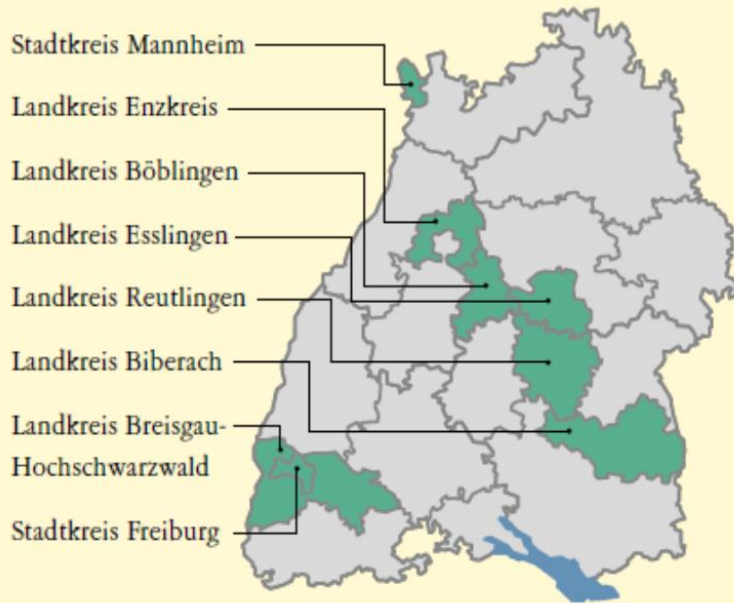 Stadtkreis Mannheim
Landkreis Enzkreis
Landkreis Böblingen
Landkreis Esslingen
Landkreis Reutlingen
Landkreis Biberach
Landkreis Breisgau-
Hochschwarzwald
Stadtkreis Freiburg